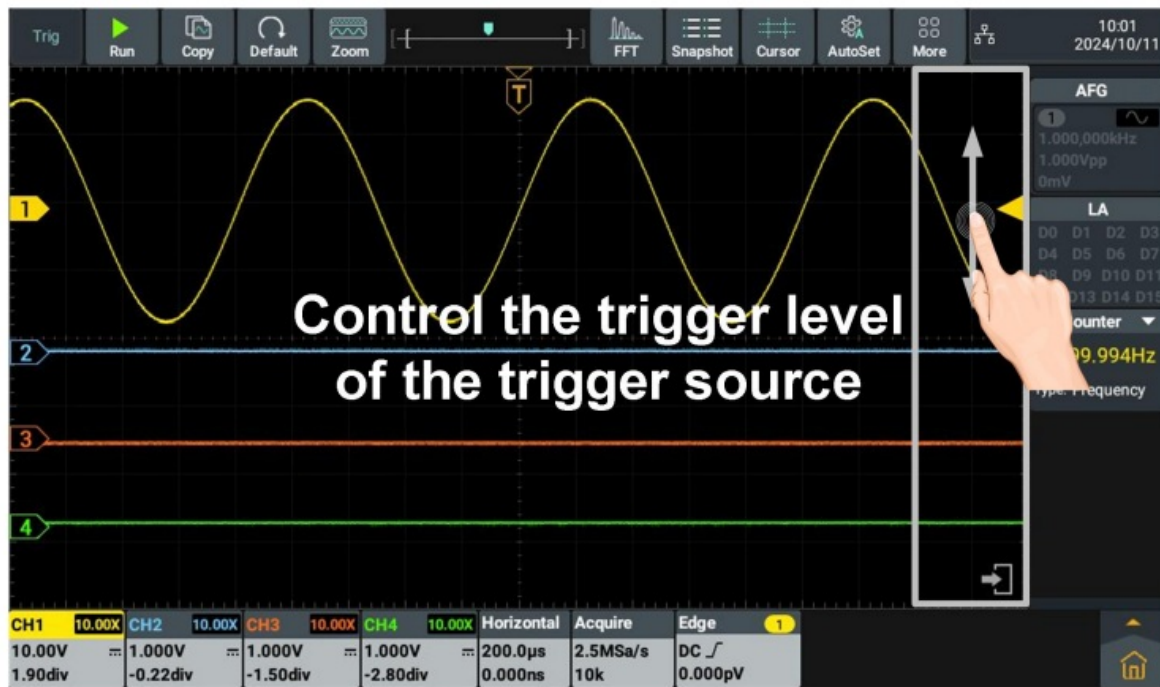 Trig
Run
Copy
Default
Zoom
T
FFT
Snapshot
Cursor
AutoSet
More
10:01
2024/10/11
AFG
1
1.000,000kHz
1.000Vpp
0mV
LA
D0 D1 D2 D3
D4 D5 D6 D7
D8 D9 D10 D11
D13 D14 D15
99.994Hz
Type: Frequency
1
2
3
4
Control the trigger level
of the trigger source
CH1 10.00X
10.00V
1.90div
CH2 10.00X
1.000V
-0.22div
CH3 10.00X
1.000V
-1.50div
CH4 10.00X
1.000V
-2.80div
Horizontal
200.0μs
0.000ns
Acquire
2.5MSa/s
10k
Edge 1
DC
0.000pV